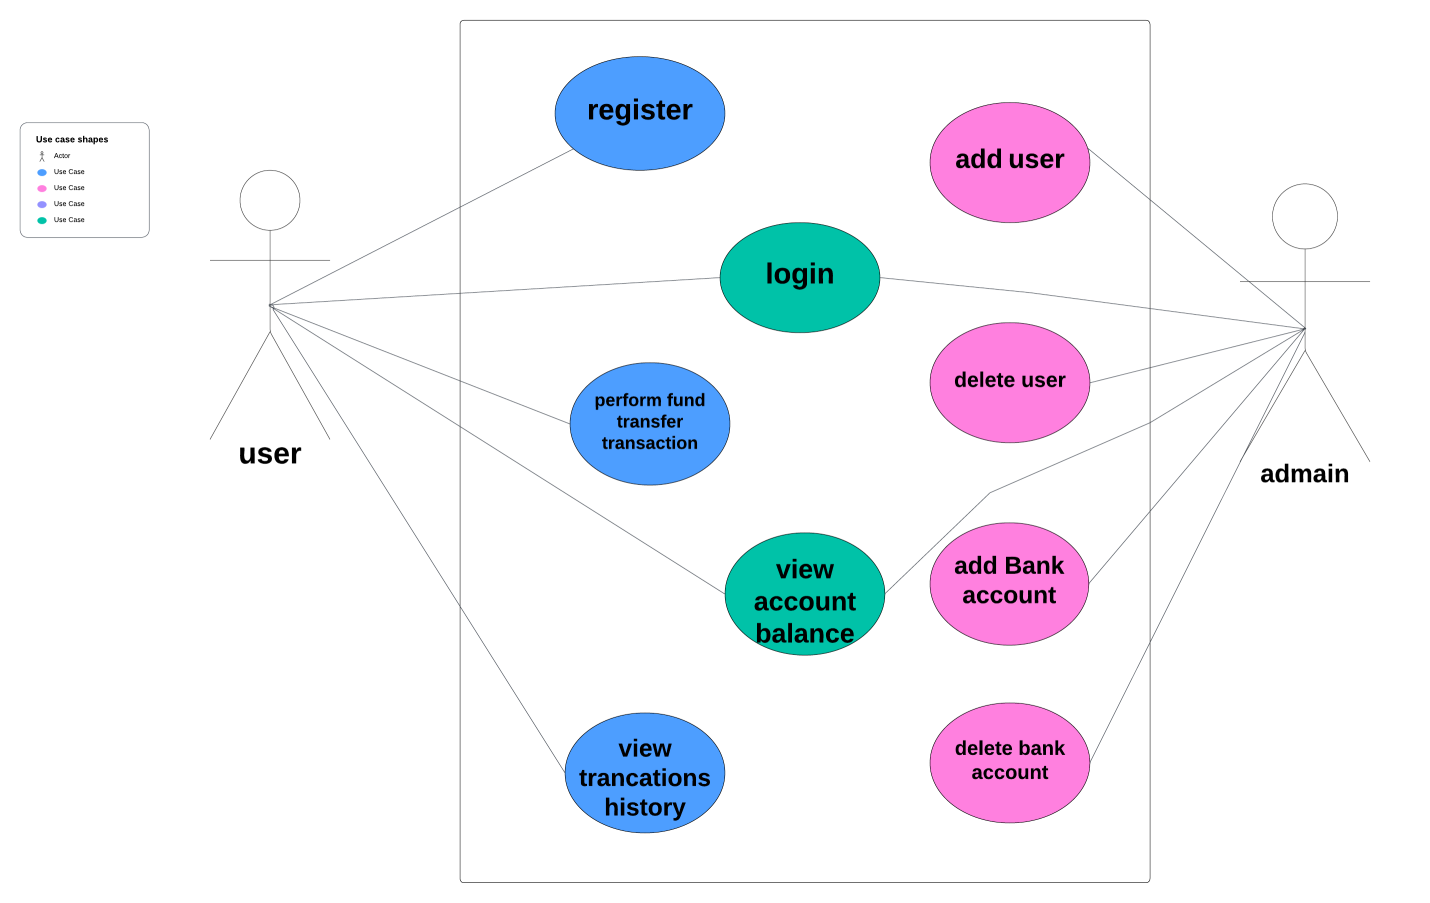 Use case shapes
Actor
Use Case
Use Case
Use Case
Use Case
user
register
login
perform fund
transfer
transaction
view
account
balance
view
trancations
history
add user
delete user
add Bank
account
delete bank
account
admain